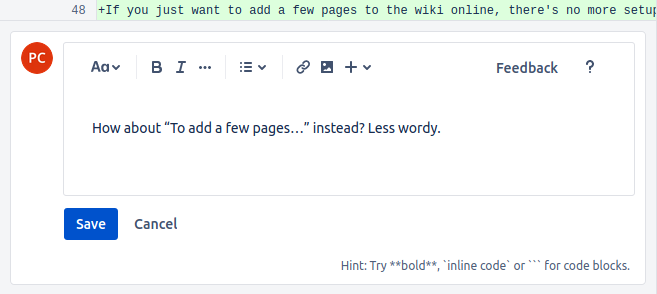 48 +If you just want to add a few pages to the wiki online, there's no more setup
PC
Aa B I ... Feedback ?
How about “To add a few pages…” instead? Less wordy.
Save Cancel
Hint: Try **bold**, `inline code` or ``` for code blocks.